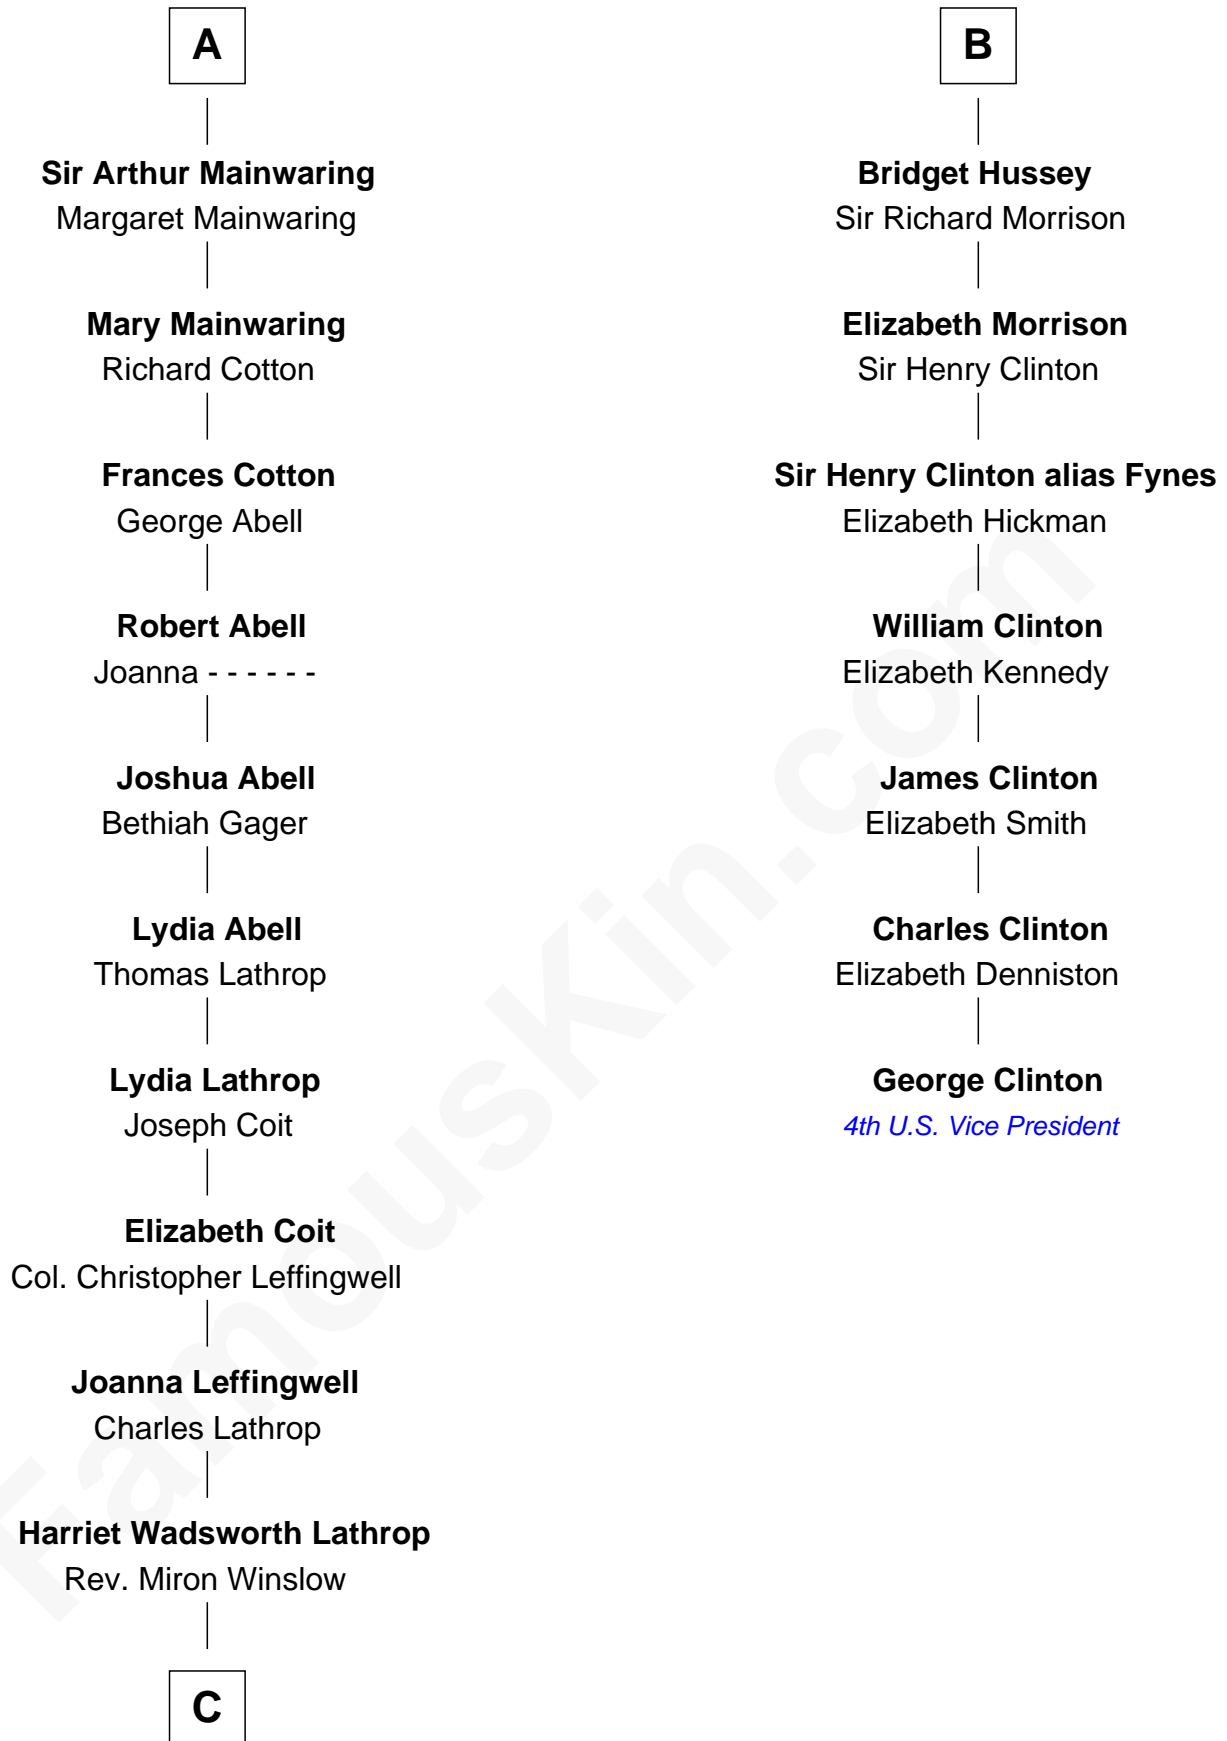 A
Sir Arthur Mainwaring
Margaret Mainwaring
Mary Mainwaring
Richard Cotton
Frances Cotton
George Abell
Robert Abell
Joanna - - - - - -
Joshua Abell
Bethiah Gager
Lydia Abell
Thomas Lathrop
Lydia Lathrop
Joseph Coit
Elizabeth Coit
Col. Christopher Leffingwell
Joanna Leffingwell
Charles Lathrop
Harriet Wadsworth Lathrop
Rev. Miron Winslow
C
B
Bridget Hussey
Sir Richard Morrison
Elizabeth Morrison
Sir Henry Clinton
Sir Henry Clinton alias Fynes
Elizabeth Hickman
William Clinton
Elizabeth Kennedy
James Clinton
Elizabeth Smith
Charles Clinton
Elizabeth Denniston
George Clinton
4th U.S. Vice President
FamousKin.com